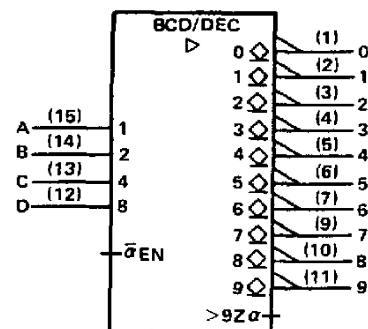 BCD/DEC
▷
0 (1) 0
1 (2) 1
2 (3) 2
3 (4) 3
4 (5) 4
5 (6) 5
6 (7) 6
7 (9) 7
8 (10) 8
9 (11) 9
A (15) 1
B (14) 2
C (13) 4
D (12) 8
ᾱEN
>9Zα